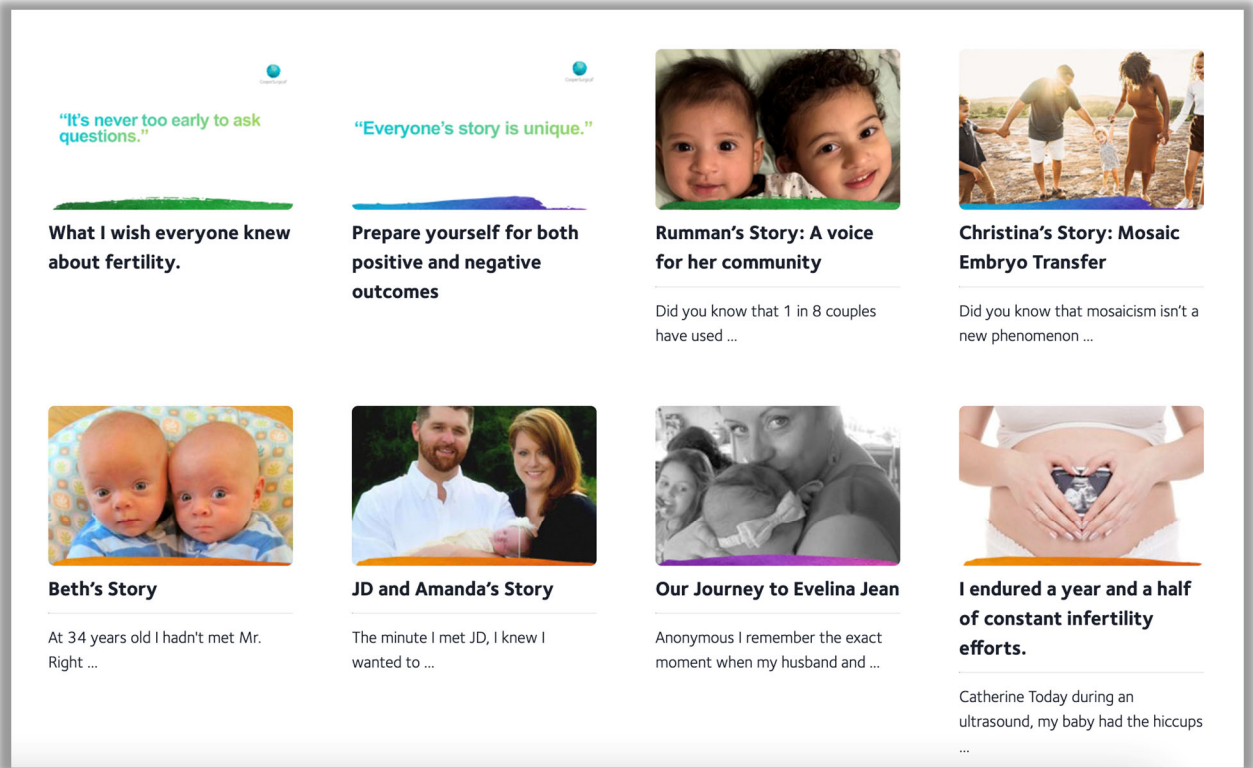 “It’s never too early to ask
questions.”
CooperSurgical
What I wish everyone knew
about fertility.
“Everyone’s story is unique.”
CooperSurgical
Prepare yourself for both
positive and negative
outcomes
Rumman’s Story: A voice
for her community
Did you know that 1 in 8 couples
have used ...
Christina’s Story: Mosaic
Embryo Transfer
Did you know that mosaicism isn’t a
new phenomenon ...
Beth’s Story
At 34 years old I hadn't met Mr.
Right ...
JD and Amanda’s Story
The minute I met JD, I knew I
wanted to ...
Our Journey to Evelina Jean
Anonymous I remember the exact
moment when my husband and ...
I endured a year and a half
of constant infertility
efforts.
Catherine Today during an
ultrasound, my baby had the hiccups
...